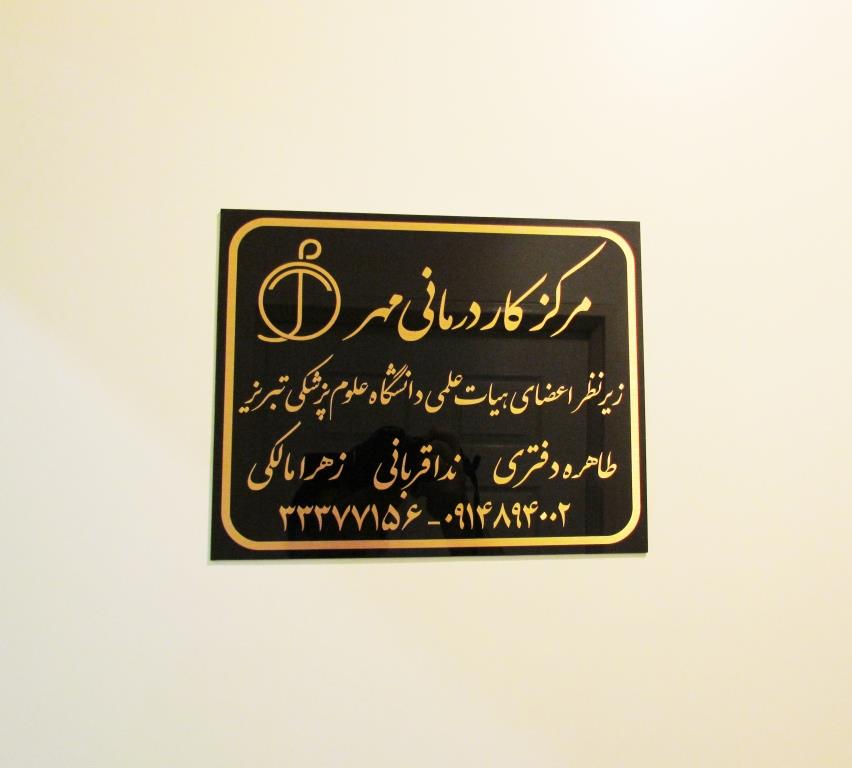 مرکز کاردرمانی مهر
زیر نظر اعضای هیات علمی دانشگاه علوم پزشکی تبریز
طاهره دفتری ندا قربانی زهرا مالکی
۳۳۳۷۷۱۵۶ - ۰۹۱۴۸۹۴۰۰۲